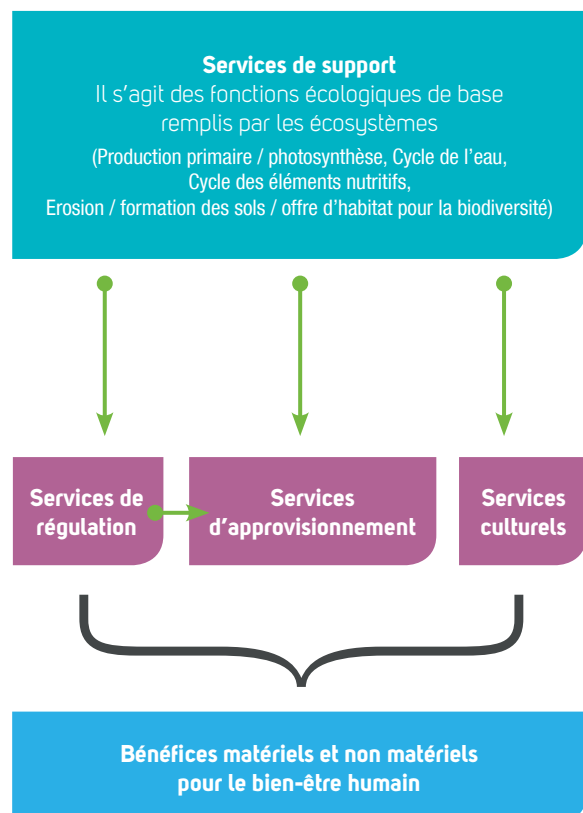 Services de support
Il s'agit des fonctions écologiques de base
remplis par les écosystèmes
(Production primaire / photosynthèse, Cycle de l'eau,
Cycle des éléments nutritifs,
Erosion / formation des sols / offre d'habitat pour la biodiversité)
Services de
régulation
Services
d'approvisionnement
Services
culturels
Bénéfices matériels et non matériels
pour le bien-être humain